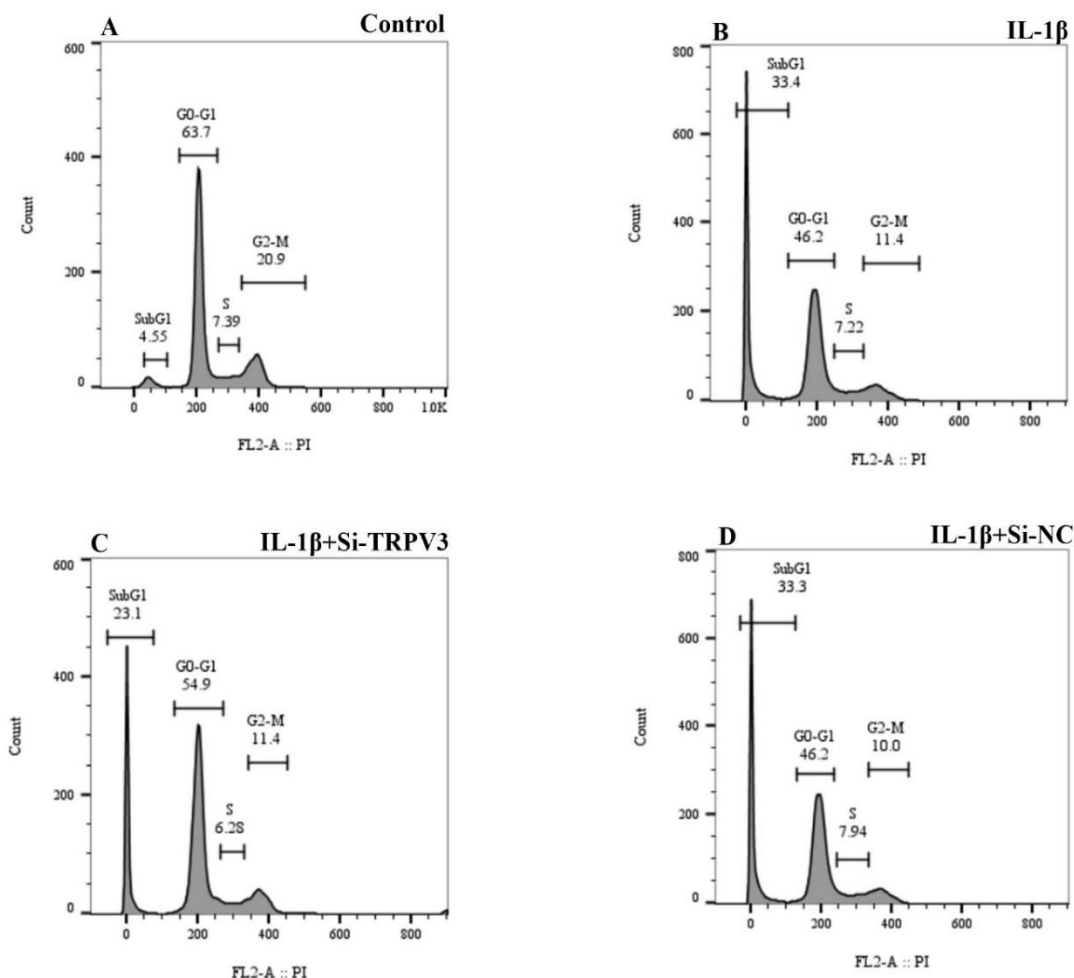 A
Control
600
400
200
0
Count
SubG1
4.55
G0-G1
63.7
S
7.39
G2-M
20.9
0 200 400 600 800 1.0K
FL2-A :: PI
B
IL-1β
800
600
400
200
0
Count
SubG1
33.4
G0-G1
46.2
S
7.22
G2-M
11.4
0 200 400 600 800
FL2-A :: PI
C
IL-1β+Si-TRPV3
600
400
200
0
Count
SubG1
23.1
G0-G1
54.9
S
6.28
G2-M
11.4
0 200 400 600 800
FL2-A :: PI
D
IL-1β+Si-NC
800
600
400
200
0
Count
SubG1
33.3
G0-G1
46.2
S
7.94
G2-M
10.0
0 200 400 600 800
FL2-A :: PI